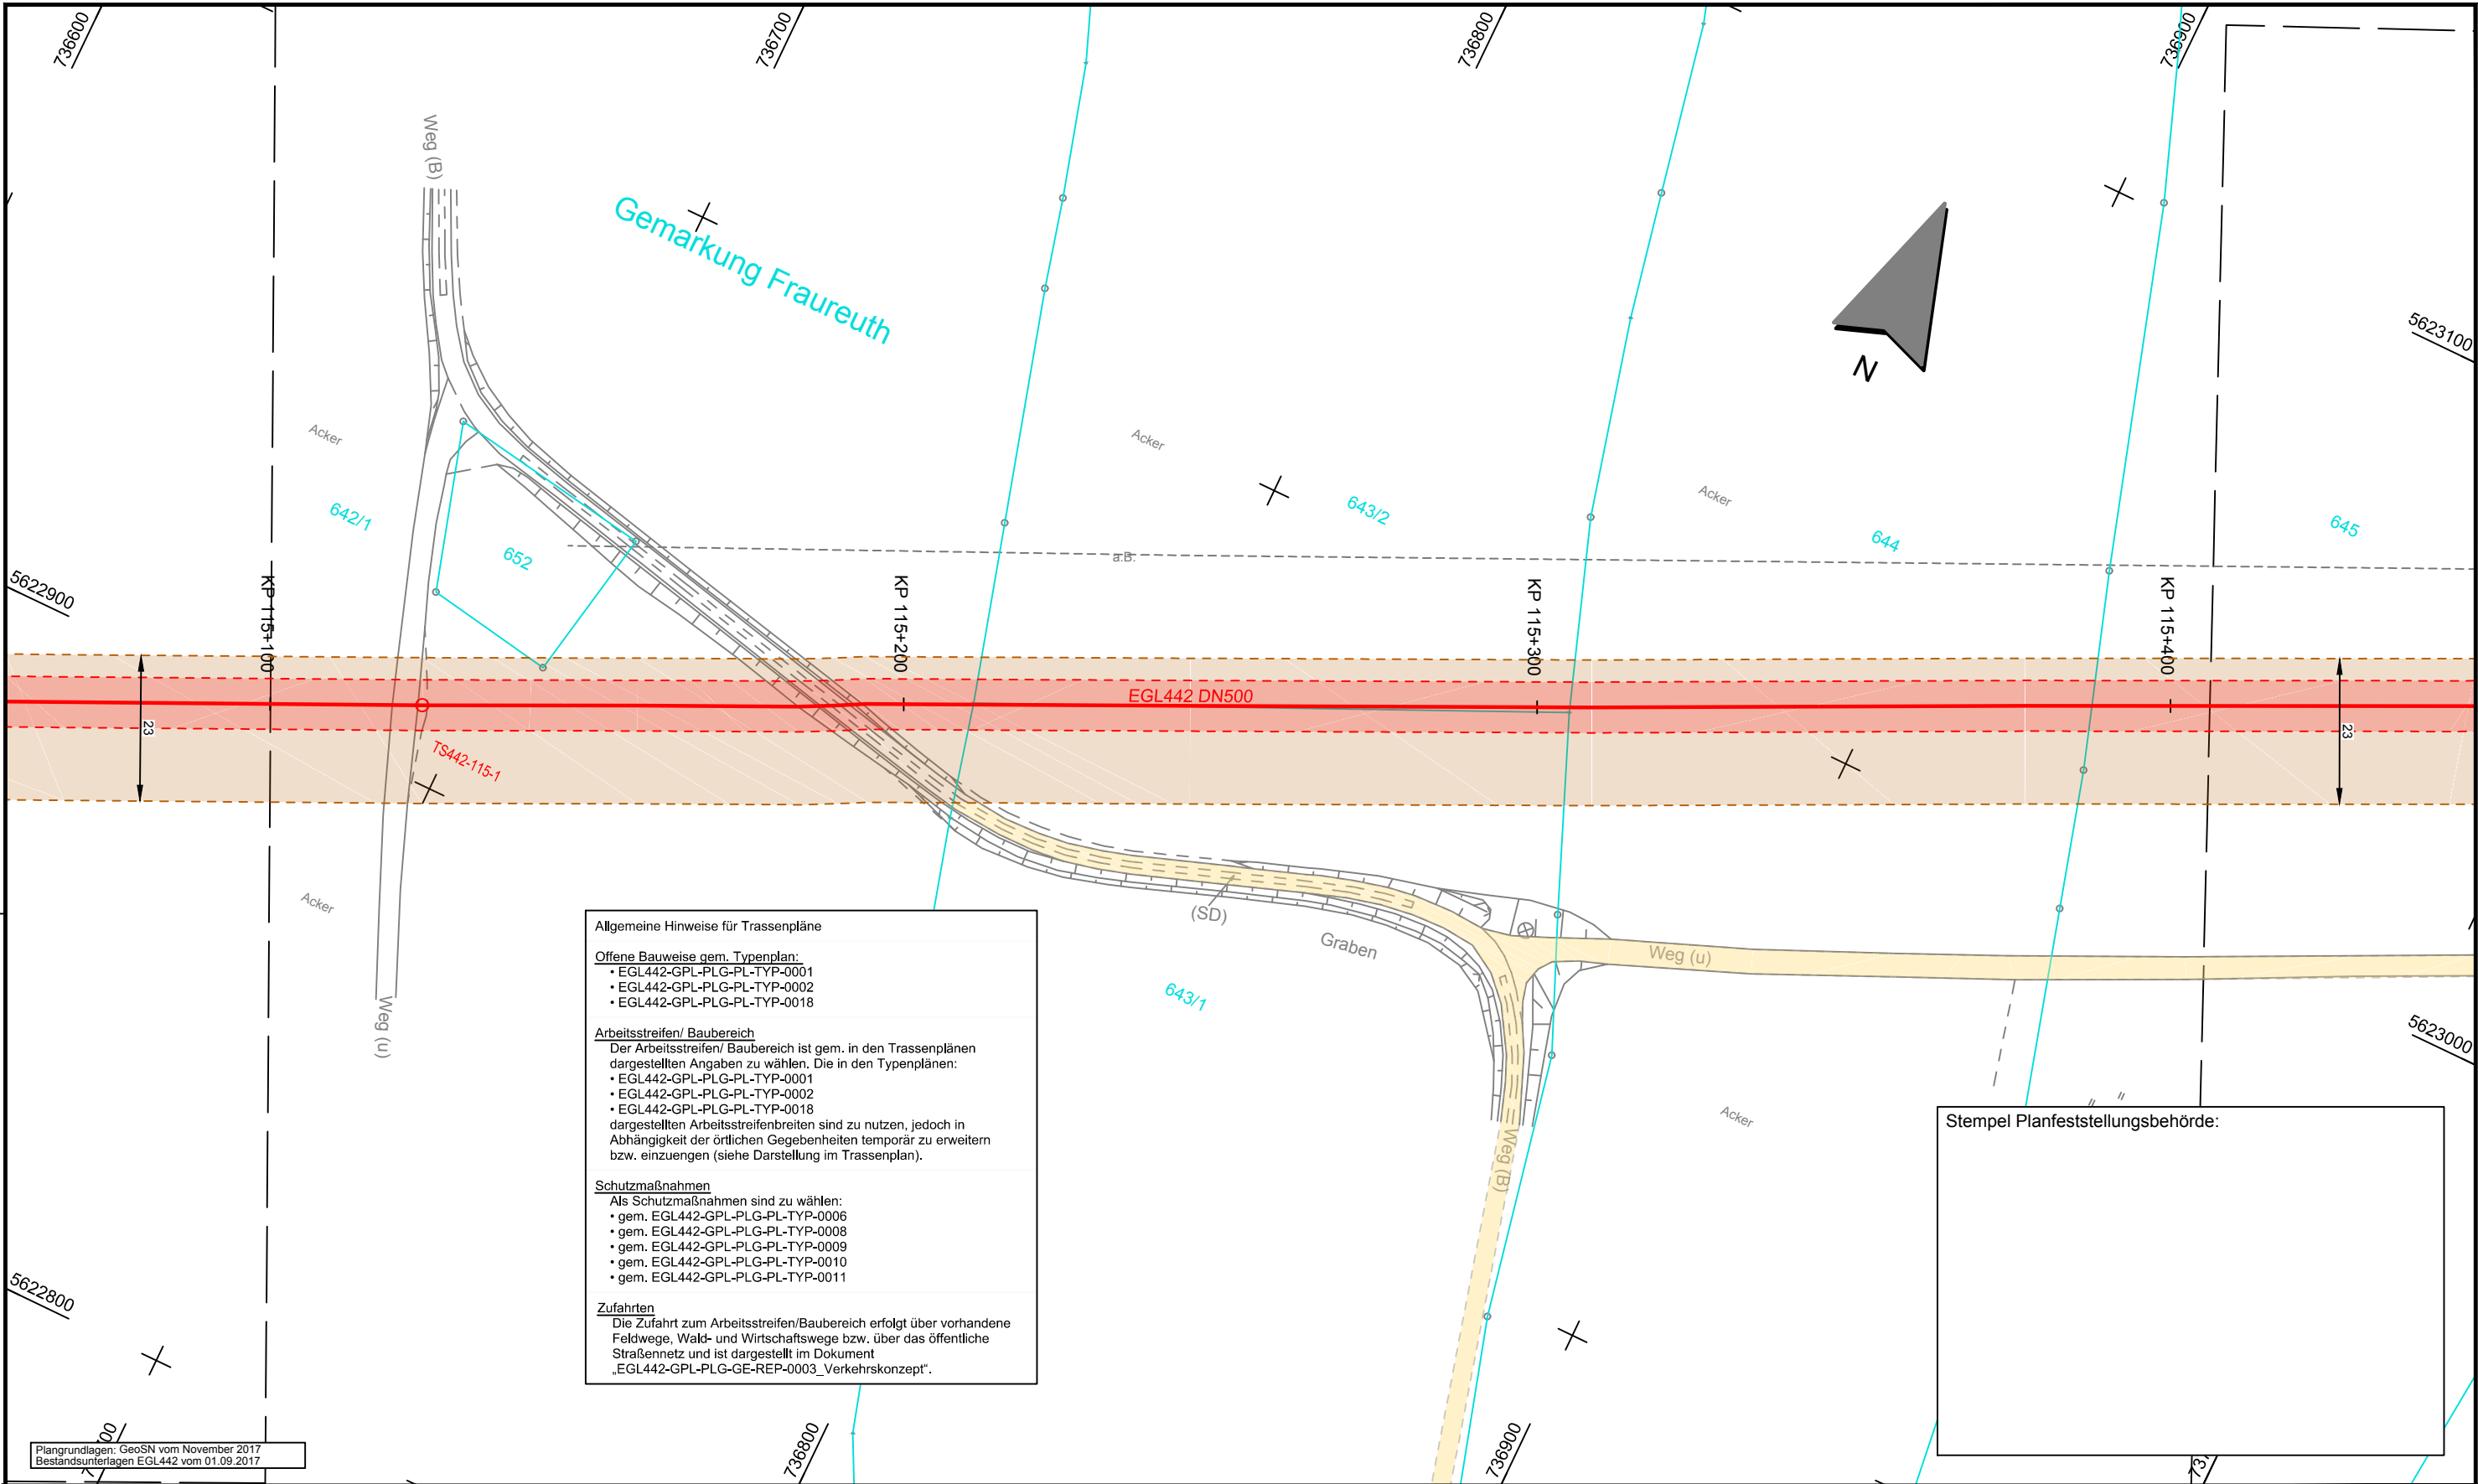 736600
736700
736800
736900
Weg (B)
Gemarkung Fraureuth
N
5623100
Acker
Acker
Acker
642/1
652
643/2
644
645
a.B.
5622900
KP 115+100
KP 115+200
KP 115+300
KP 115+400
EGL442 DN500
23
23
TS442-115-1
Acker
(SD)
Graben
Weg (u)
643/1
Weg (u)
5623000
Acker
Weg (B)
Allgemeine Hinweise für Trassenpläne
Offene Bauweise gem. Typenplan:
• EGL442-GPL-PLG-PL-TYP-0001
• EGL442-GPL-PLG-PL-TYP-0002
• EGL442-GPL-PLG-PL-TYP-0018
Arbeitsstreifen/ Baubereich
Der Arbeitsstreifen/ Baubereich ist gem. in den Trassenplänen
dargestellten Angaben zu wählen. Die in den Typenplänen:
• EGL442-GPL-PLG-PL-TYP-0001
• EGL442-GPL-PLG-PL-TYP-0002
• EGL442-GPL-PLG-PL-TYP-0018
dargestellten Arbeitsstreifenbreiten sind zu nutzen, jedoch in
Abhängigkeit der örtlichen Gegebenheiten temporär zu erweitern
bzw. einzuengen (siehe Darstellung im Trassenplan).
Schutzmaßnahmen
Als Schutzmaßnahmen sind zu wählen:
• gem. EGL442-GPL-PLG-PL-TYP-0006
• gem. EGL442-GPL-PLG-PL-TYP-0008
• gem. EGL442-GPL-PLG-PL-TYP-0009
• gem. EGL442-GPL-PLG-PL-TYP-0010
• gem. EGL442-GPL-PLG-PL-TYP-0011
Zufahrten
Die Zufahrt zum Arbeitsstreifen/Baubereich erfolgt über vorhandene
Feldwege, Wald- und Wirtschaftswege bzw. über das öffentliche
Straßennetz und ist dargestellt im Dokument
„EGL442-GPL-PLG-GE-REP-0003_Verkehrskonzept“.
Stempel Planfeststellungsbehörde:
5622800
736800
736900
Plangrundlagen: GeoSN vom November 2017
Bestandsunterlagen EGL442 vom 01.09.2017